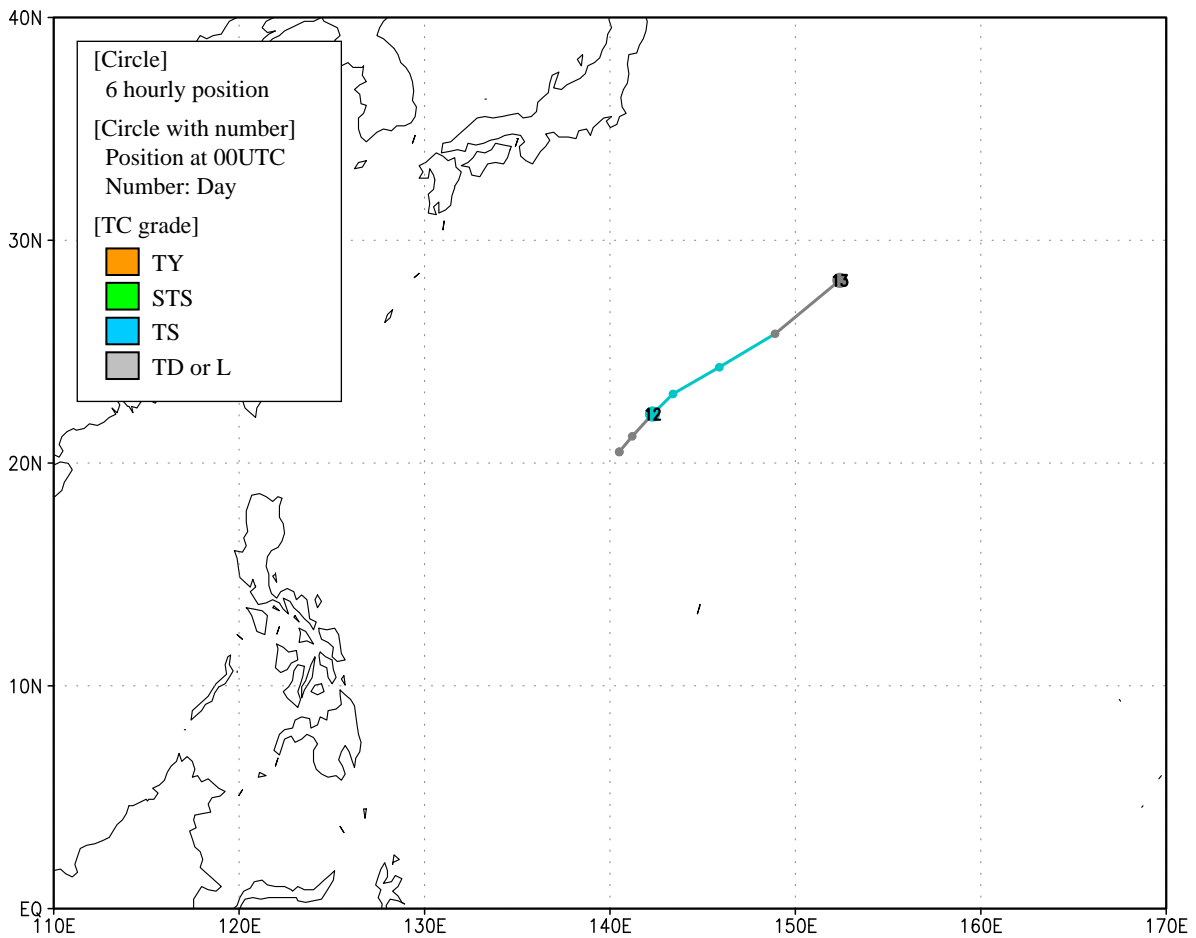 40N
[Circle]
6 hourly position
[Circle with number]
Position at 00UTC
Number: Day
[TC grade]
TY
STS
TS
TD or L
30N
13
12
20N
10N
EQ
110E 120E 130E 140E 150E 160E 170E